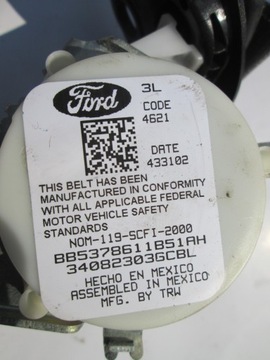 Ford
3L
CODE
4621
DATE
433102
THIS BELT HAS BEEN
MANUFACTURED IN CONFORMITY
WITH ALL APPLICABLE FEDERAL
MOTOR VEHICLE SAFETY
STANDARDS
NOM-119-SCFI-2000
BB5378611B51AH
34082303GCBL
HECHO EN MEXICO
ASSEMBLED IN MEXICO
MFG. BY TRW